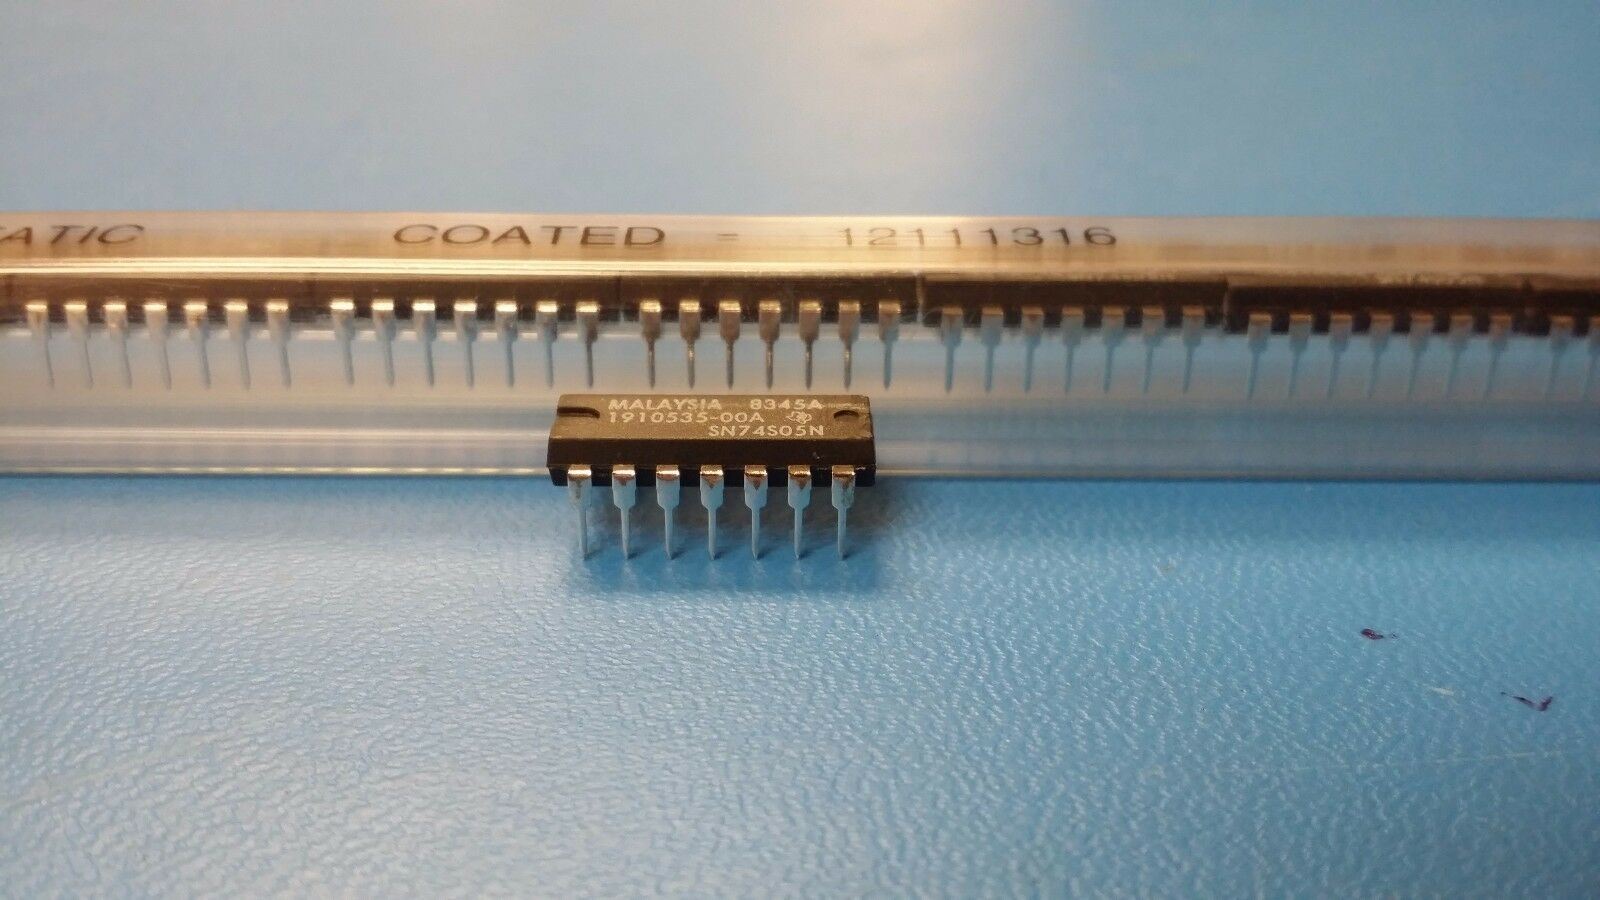 ATIC COATED = 12111316
MALAYSIA 8345A
1910535-00A
SN74S05N